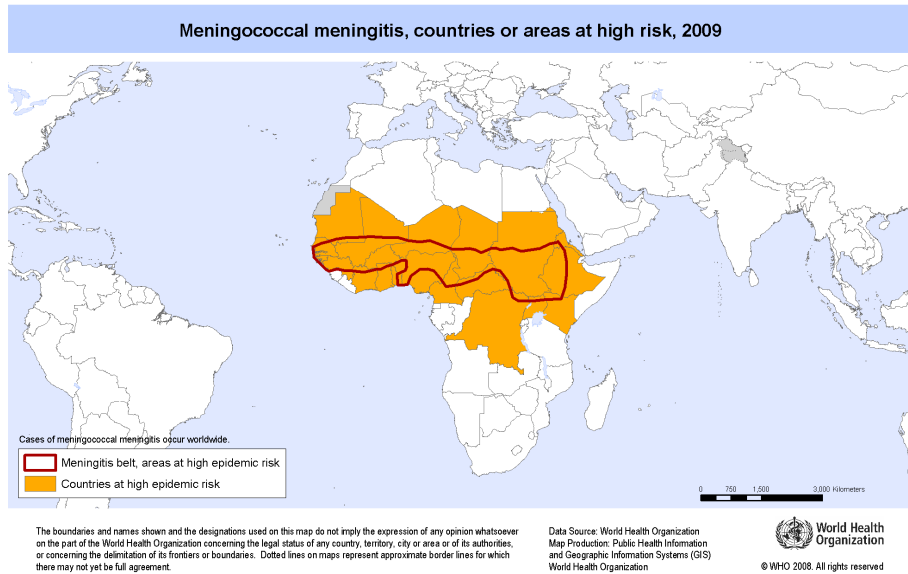 Meningococcal meningitis, countries or areas at high risk, 2009
Cases of meningococcal meningitis occur worldwide.
Meningitis belt, areas at high epidemic risk
Countries at high epidemic risk
0 750 1,500 3,000 Kilometers
The boundaries and names shown and the designations used on this map do not imply the expression of any opinion whatsoever
on the part of the World Health Organization concerning the legal status of any country, territory, city or area or of its authorities,
or concerning the delimitation of its frontiers or boundaries. Dotted lines on maps represent approximate border lines for which
there may not yet be full agreement.
Data Source: World Health Organization
Map Production: Public Health Information
and Geographic Information Systems (GIS)
World Health Organization
World Health
Organization
© WHO 2008. All rights reserved